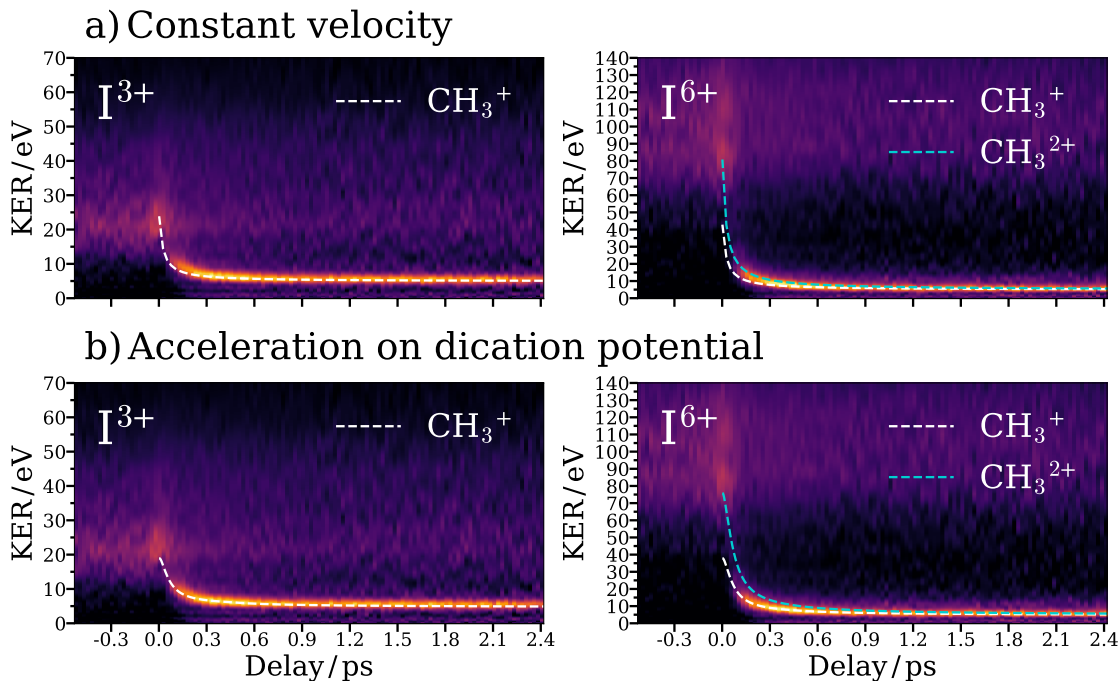 a) Constant velocity
70
60
50
40
30
20
10
0
KER/eV
I³⁺
CH₃⁺
140
130
120
110
100
90
80
70
60
50
40
30
20
10
0
KER/eV
I⁶⁺
CH₃⁺
CH₃²⁺
b) Acceleration on dication potential
70
60
50
40
30
20
10
0
KER/eV
I³⁺
CH₃⁺
-0.3 0.0 0.3 0.6 0.9 1.2 1.5 1.8 2.1 2.4
Delay/ps
140
130
120
110
100
90
80
70
60
50
40
30
20
10
0
KER/eV
I⁶⁺
CH₃⁺
CH₃²⁺
-0.3 0.0 0.3 0.6 0.9 1.2 1.5 1.8 2.1 2.4
Delay/ps